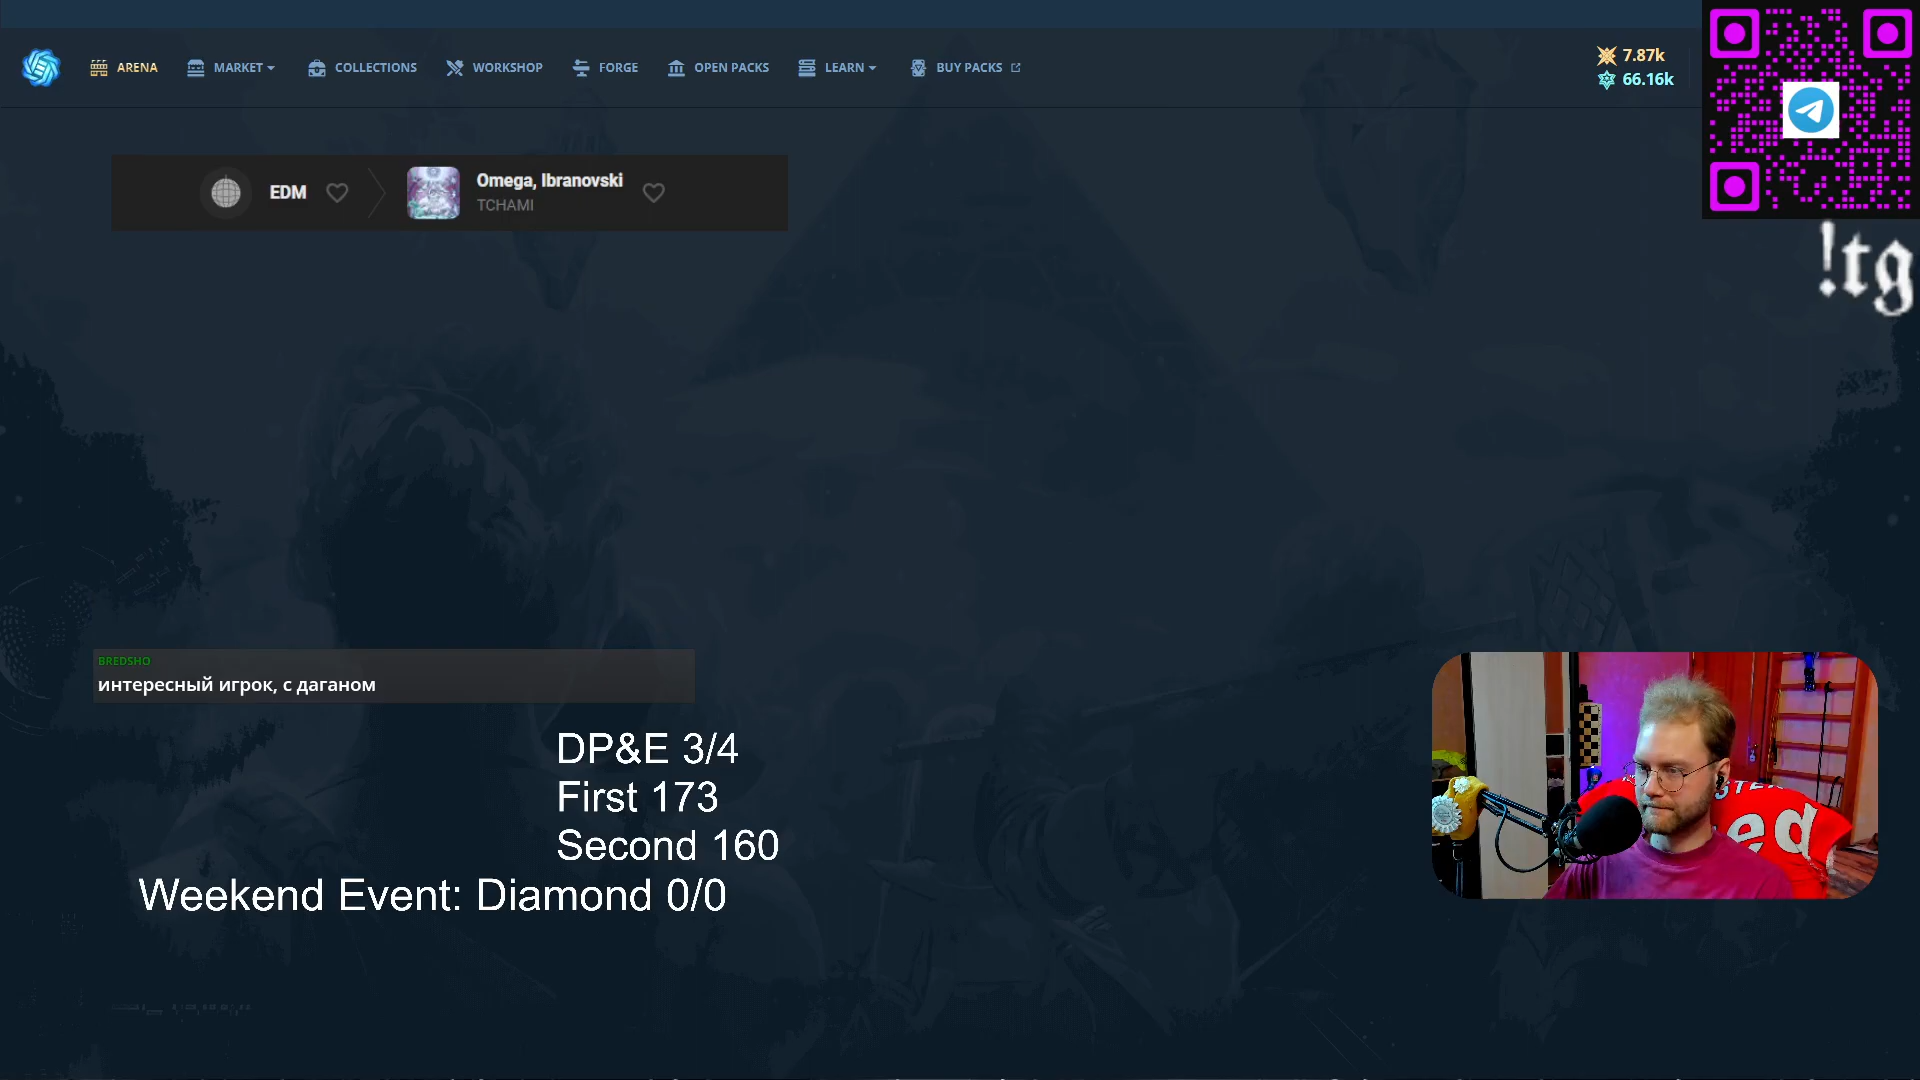 ARENA
MARKET
COLLECTIONS
WORKSHOP
FORGE
OPEN PACKS
LEARN
BUY PACKS
7.87k
66.16k
EDM
Omega, Ibranovski
TCHAMI
!tg
BREDSHO
интересный игрок, с даганом
DP&E 3/4
First 173
Second 160
Weekend Event: Diamond 0/0
ed